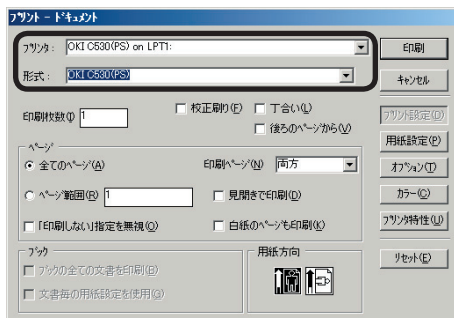 プリント - ドキュメント
プリンタ: OKI C530(PS) on LPT1:
形式: OKI C530(PS)
印刷
キャンセル
印刷枚数(I) 1
校正刷り(F)
丁合い(L)
後ろのページから(V)
プリント設定(D)
用紙設定(P)
オプション(T)
カラー(C)
プリンタ特性(U)
リセット(E)
ページ
全てのページ(A)
印刷ページ(N) 両方
ページ範囲(R) 1
見開きで印刷(D)
「印刷しない」指定を無視(O)
白紙のページも印刷(K)
ブック
ブックの全ての文書を印刷(B)
文書毎の用紙設定を使用(G)
用紙方向